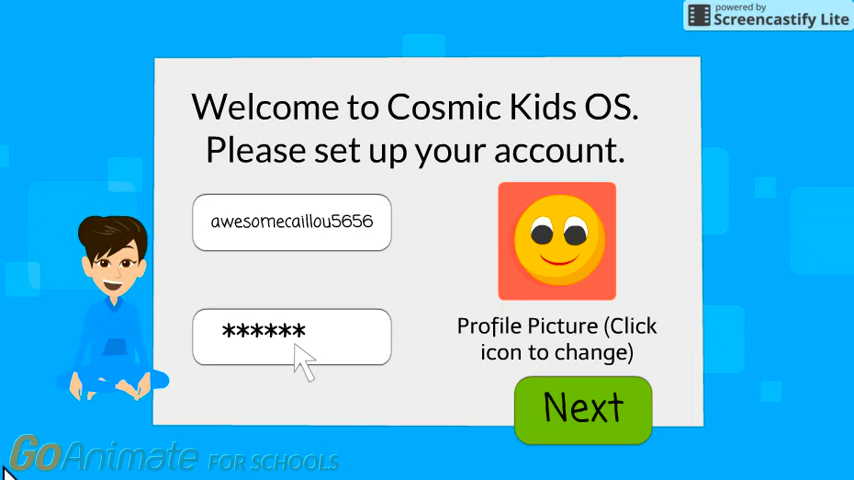 powered by
Screencastify Lite
Welcome to Cosmic Kids OS.
Please set up your account.
awesomecaillou5656
******
Profile Picture (Click
icon to change)
Next
GoAnimate FOR SCHOOLS